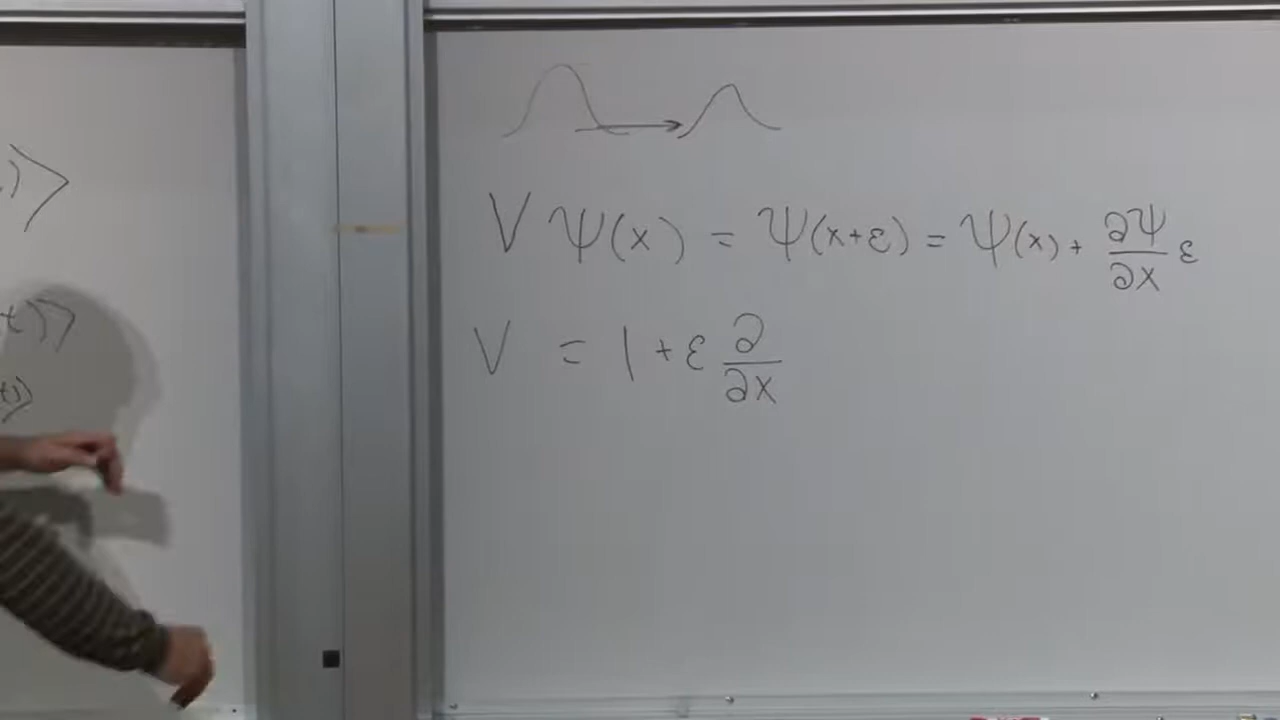 )⟩
t)⟩
t)⟩
V Ψ(x) = Ψ(x+ε) = Ψ(x) + ∂Ψ/∂x ε
V = 1 + ε ∂/∂x